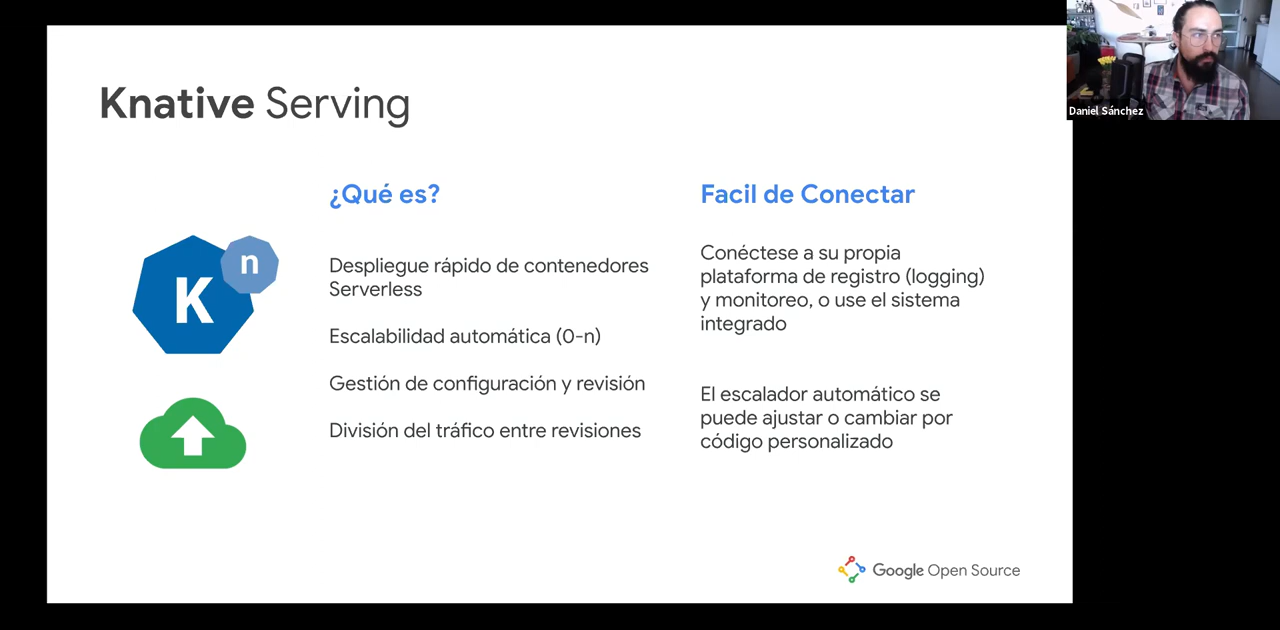 Knative Serving
¿Qué es?
Despliegue rápido de contenedores
Serverless
Escalabilidad automática (0-n)
Gestión de configuración y revisión
División del tráfico entre revisiones
Facil de Conectar
Conéctese a su propia
plataforma de registro (logging)
y monitoreo, o use el sistema
integrado
El escalador automático se
puede ajustar o cambiar por
código personalizado
K
n
Google Open Source
Daniel Sánchez